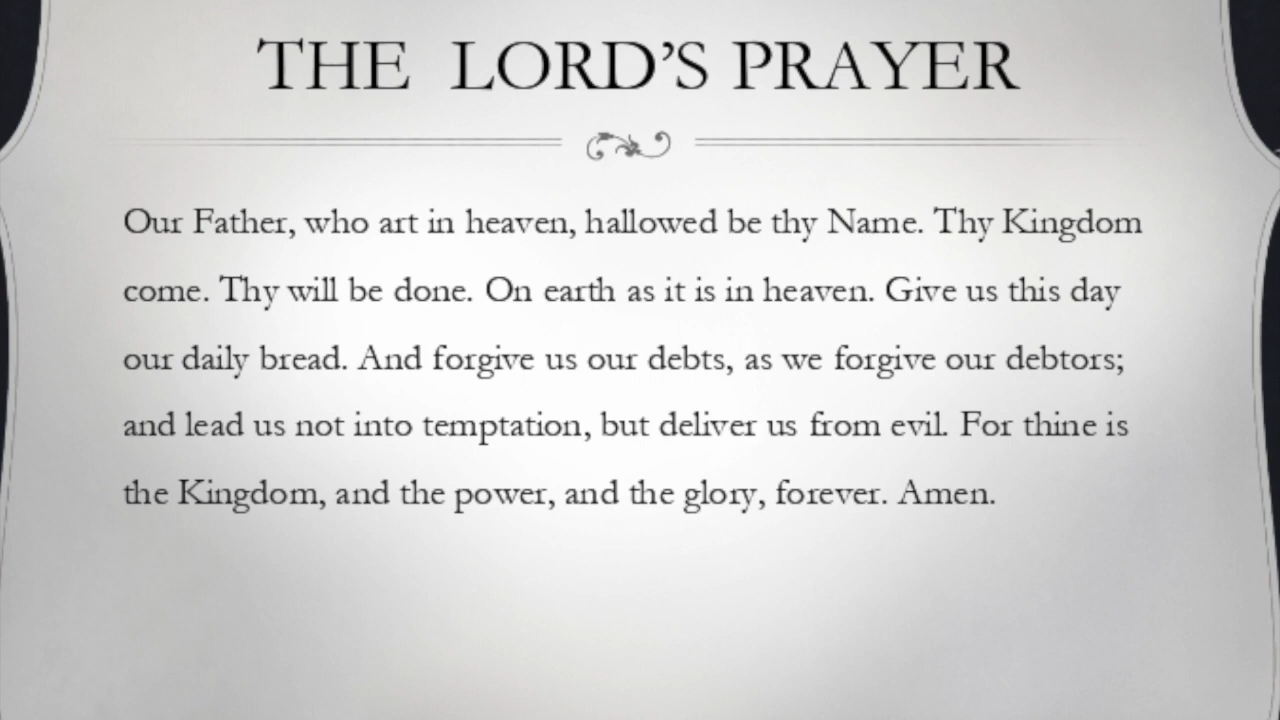 THE LORD’S PRAYER
Our Father, who art in heaven, hallowed be thy Name. Thy Kingdom
come. Thy will be done. On earth as it is in heaven. Give us this day
our daily bread. And forgive us our debts, as we forgive our debtors;
and lead us not into temptation, but deliver us from evil. For thine is
the Kingdom, and the power, and the glory, forever. Amen.